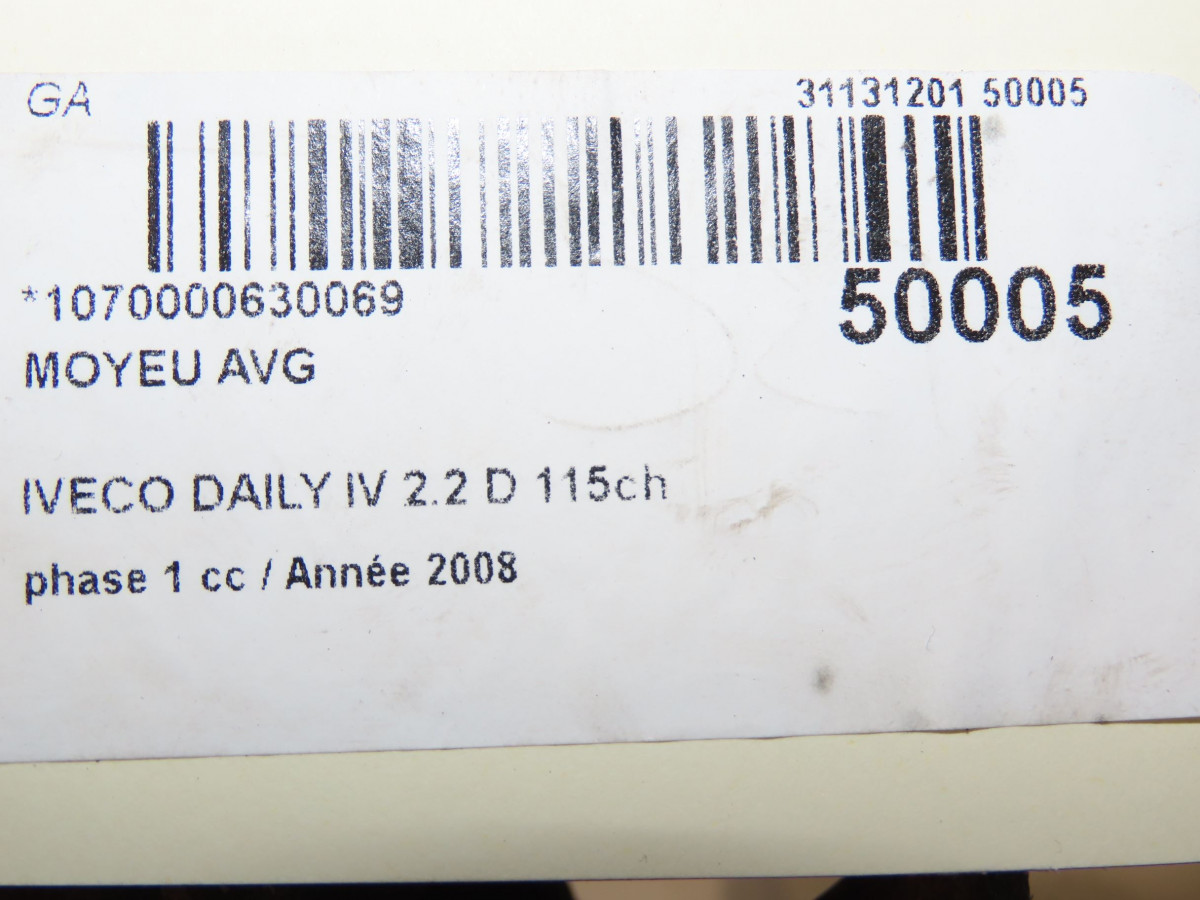 GA 31131201 50005
*1070000630069 50005
MOYEU AVG
IVECO DAILY IV 2.2 D 115ch
phase 1 cc / Année 2008